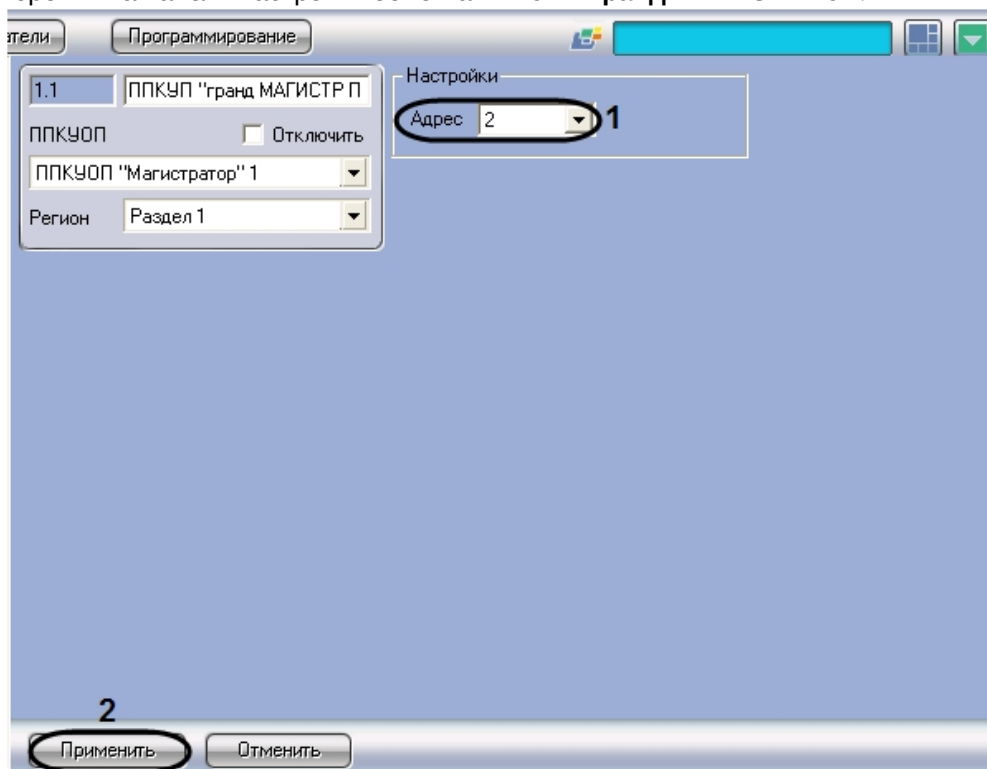 Программирование
1.1 ППКУП "гранд МАГИСТР П
Настройки
Адрес 2 1
ППКУОП Отключить
ППКУОП "Магистратор" 1
Регион Раздел 1
2
Применить Отменить